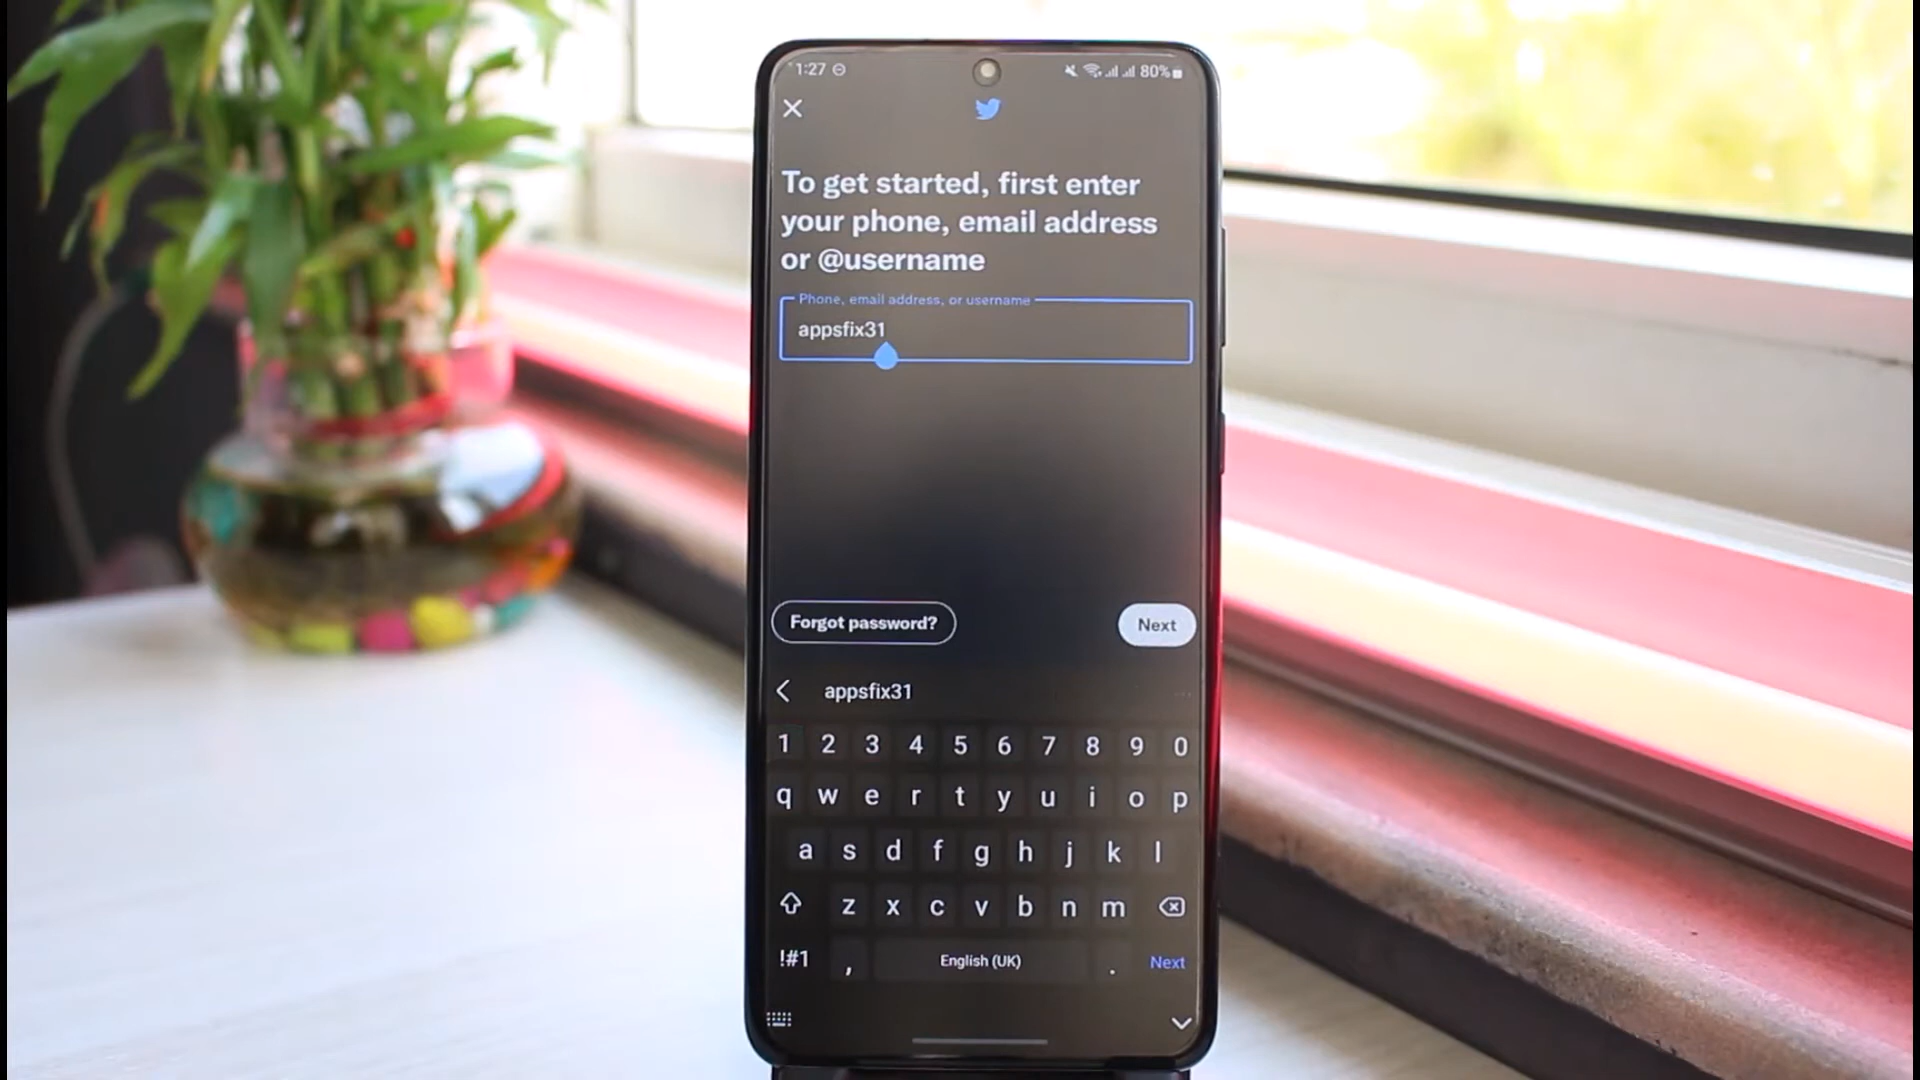 1:27
80%
To get started, first enter
your phone, email address
or @username
Phone, email address, or username
appsfix31
Forgot password?
Next
appsfix31
1 2 3 4 5 6 7 8 9 0
q w e r t y u i o p
a s d f g h j k l
z x c v b n m
!#1 , English (UK) . Next